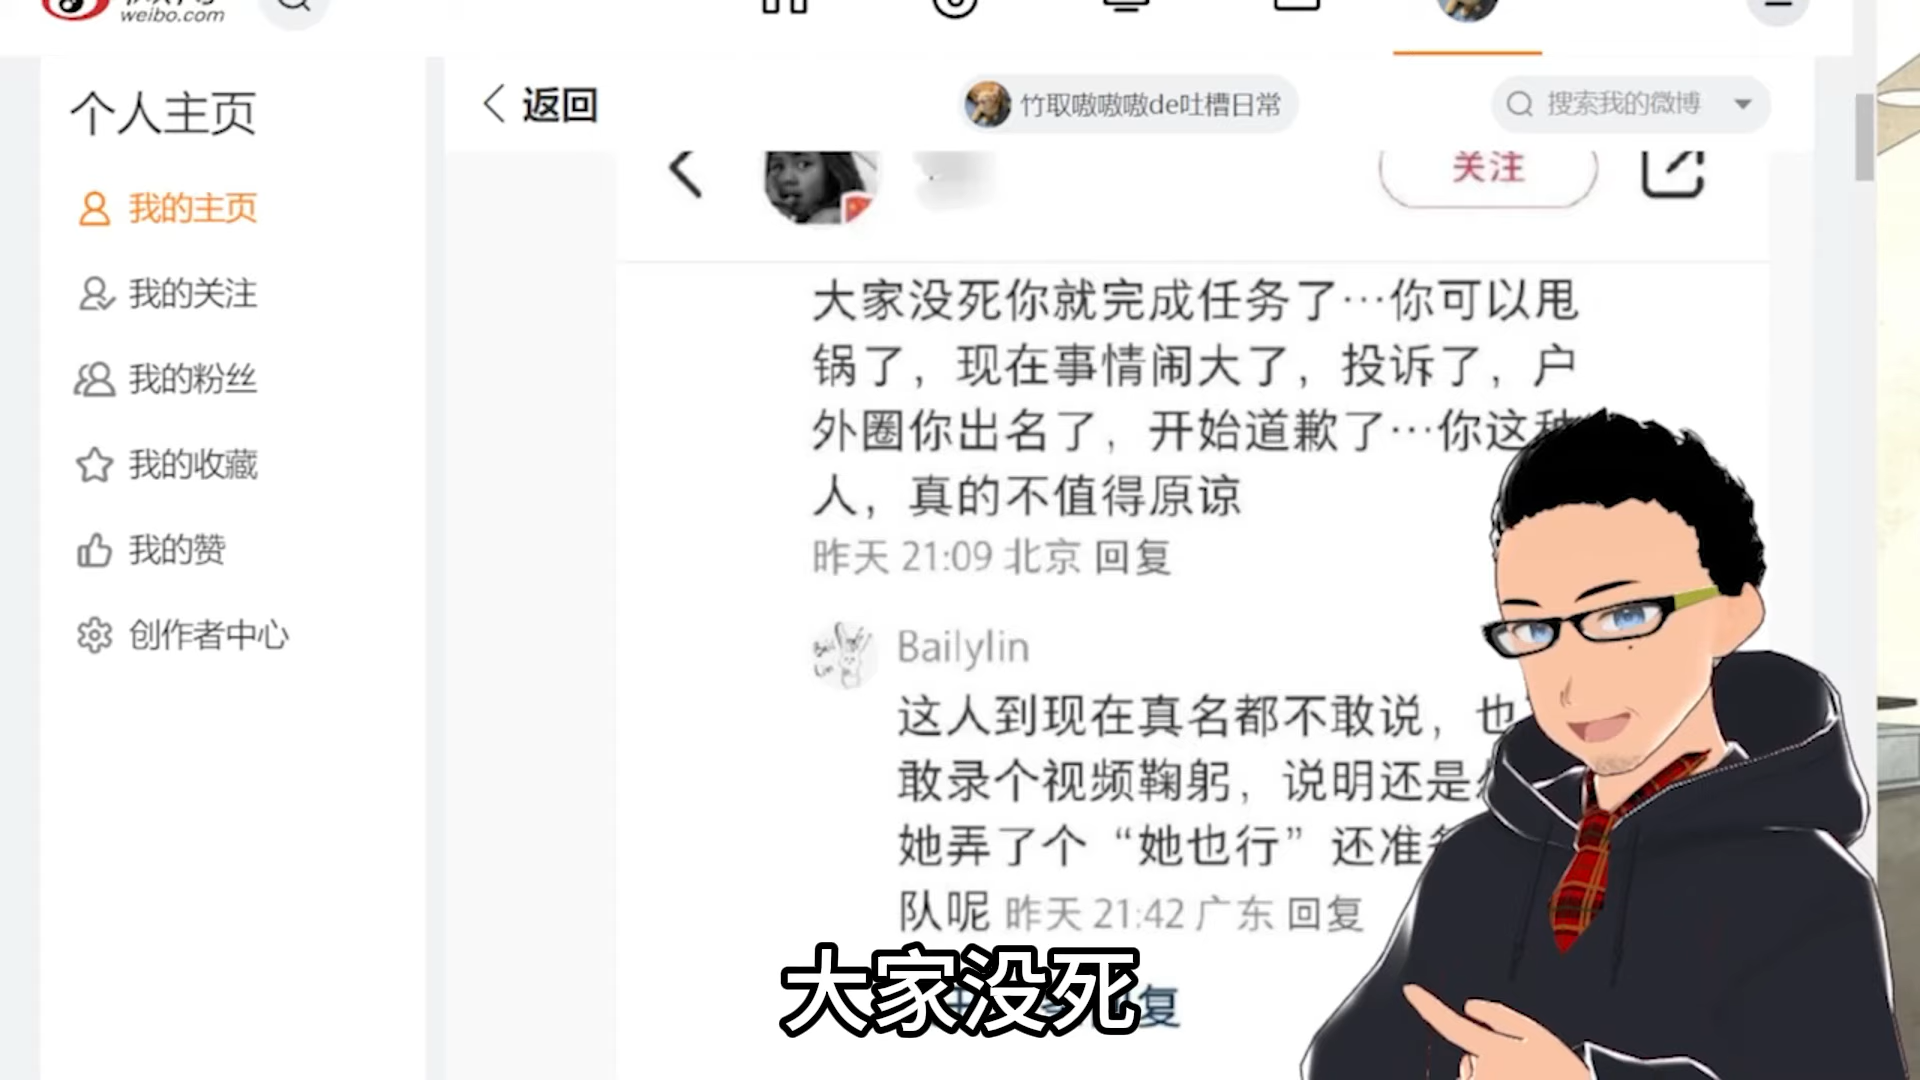 weibo.com
个人主页
我的主页
我的关注
我的粉丝
我的收藏
我的赞
创作者中心
返回
竹取嗷嗷嗷de吐槽日常
搜索我的微博
关注
大家没死你就完成任务了…你可以甩
锅了，现在事情闹大了，投诉了，户
外圈你出名了，开始道歉了…你这种
人，真的不值得原谅
昨天 21:09 北京 回复
Bailylin
这人到现在真名都不敢说，也
敢录个视频鞠躬，说明还是
她弄了个“她也行”还准备
队呢 昨天 21:42 广东 回复
大家没死
复